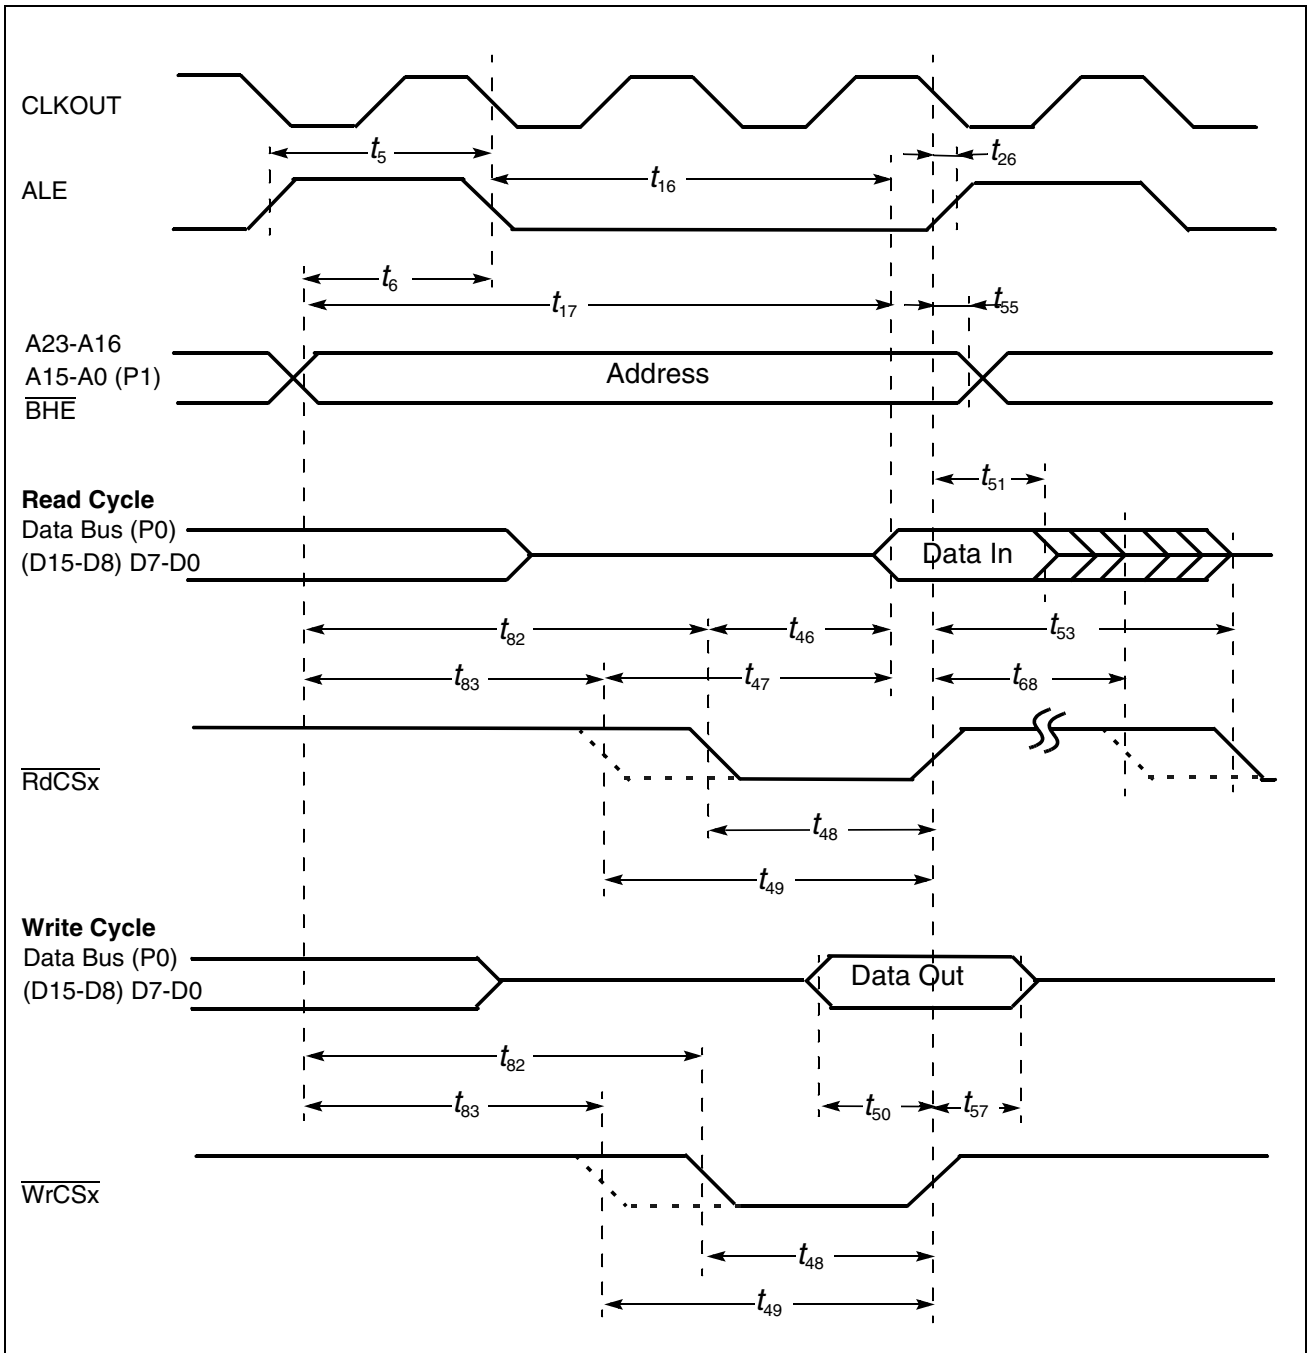 CLKOUT
t5
t26
ALE
t16
t6
t17
t55
A23-A16
A15-A0 (P1)
Address
BHE
t51
Read Cycle
Data Bus (P0)
(D15-D8) D7-D0
Data In
t82
t46
t53
t83
t47
t68
RdCSx
t48
t49
Write Cycle
Data Bus (P0)
(D15-D8) D7-D0
Data Out
t82
t83
t50
t57
WrCSx
t48
t49